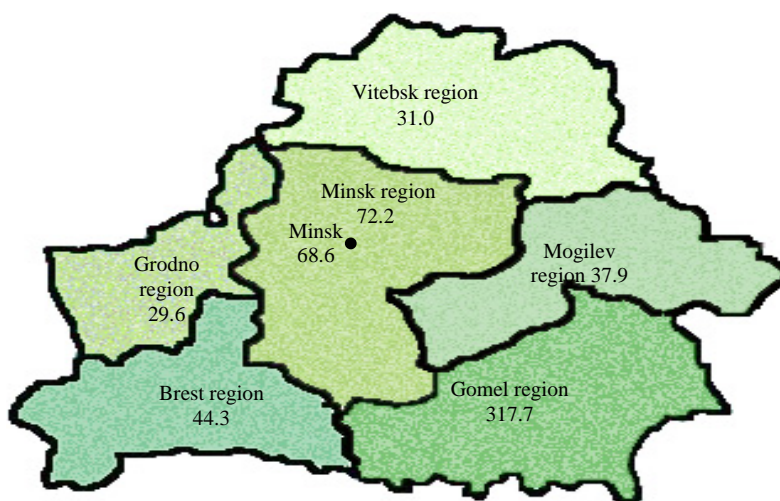 Vitebsk region
31.0
Minsk region
72.2
Minsk
68.6
Mogilev
region 37.9
Grodno
region
29.6
Brest region
44.3
Gomel region
317.7